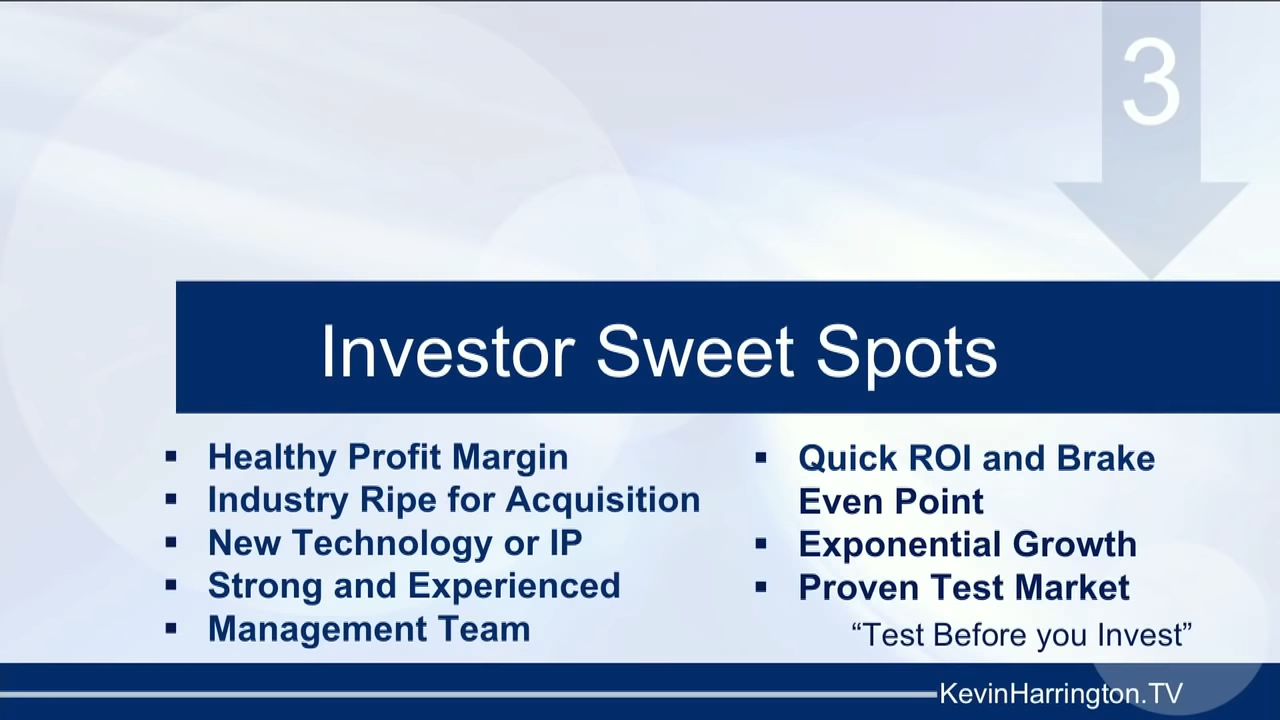 3
Investor Sweet Spots
▪ Healthy Profit Margin
▪ Industry Ripe for Acquisition
▪ New Technology or IP
▪ Strong and Experienced
▪ Management Team
▪ Quick ROI and Brake
Even Point
▪ Exponential Growth
▪ Proven Test Market
“Test Before you Invest”
KevinHarrington.TV